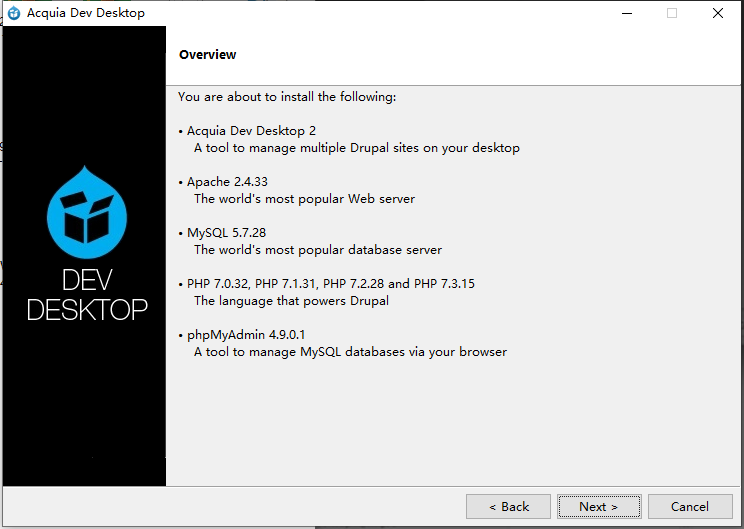 Acquia Dev Desktop
Overview
You are about to install the following:
• Acquia Dev Desktop 2
A tool to manage multiple Drupal sites on your desktop
• Apache 2.4.33
The world's most popular Web server
• MySQL 5.7.28
The world's most popular database server
• PHP 7.0.32, PHP 7.1.31, PHP 7.2.28 and PHP 7.3.15
The language that powers Drupal
• phpMyAdmin 4.9.0.1
A tool to manage MySQL databases via your browser
DEV
DESKTOP
< Back
Next >
Cancel